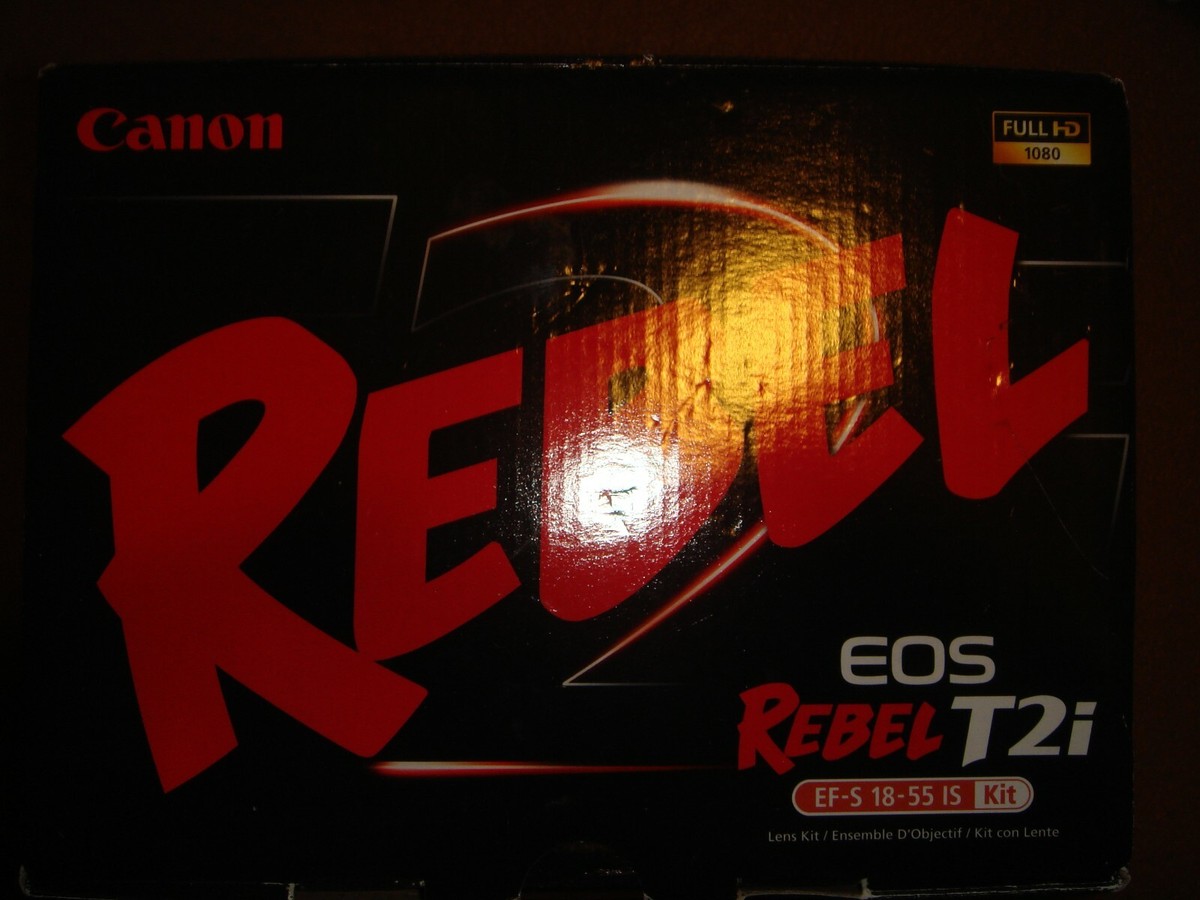 Canon
FULL HD
1080
REBEL
EOS
REBEL T2i
EF-S 18-55 IS Kit
Lens Kit / Ensemble D'Objectif / Kit con Lente